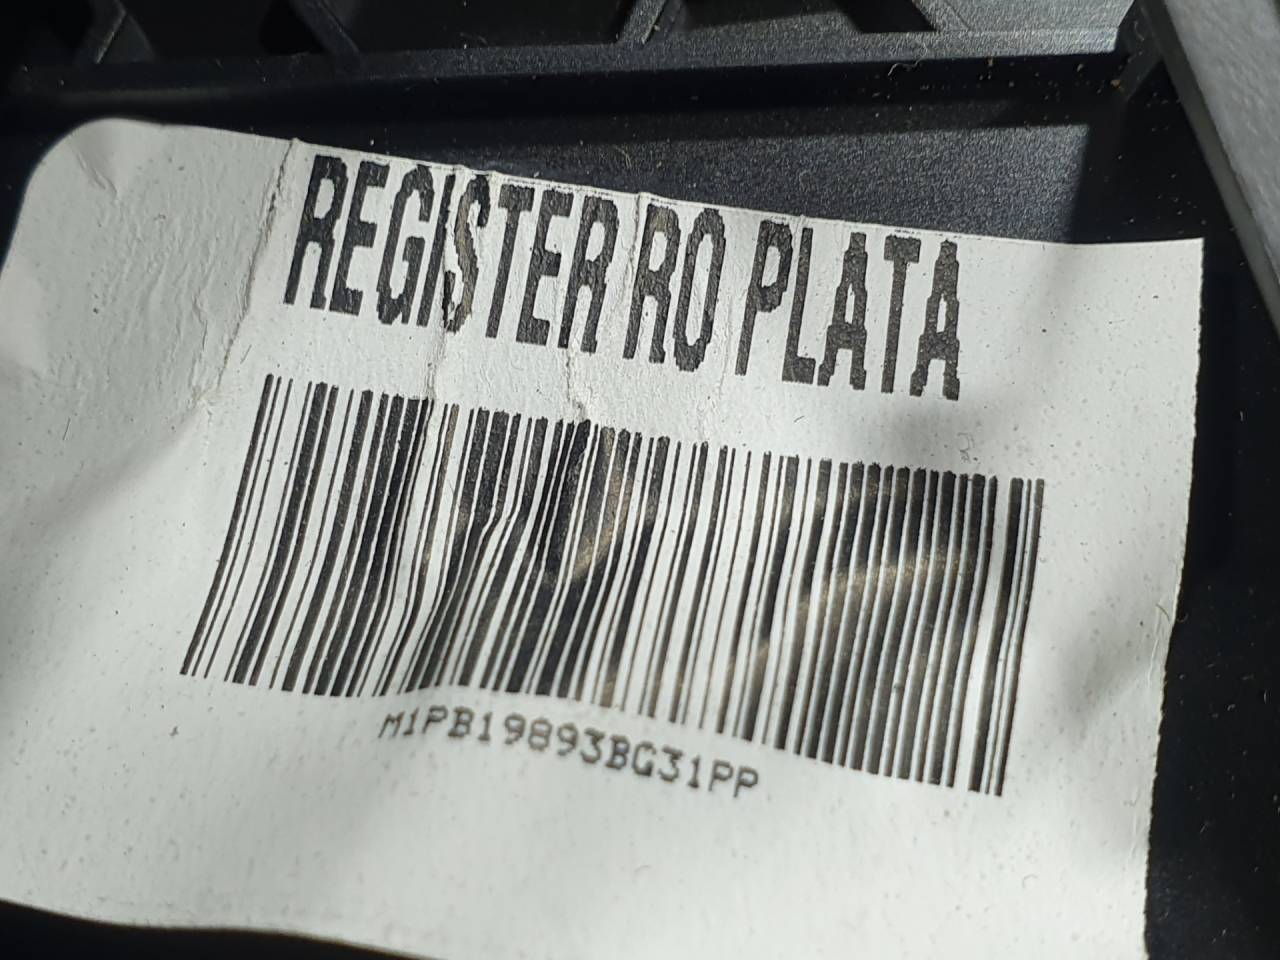 REGISTER RO PLATA
M1PB19893BG31PP